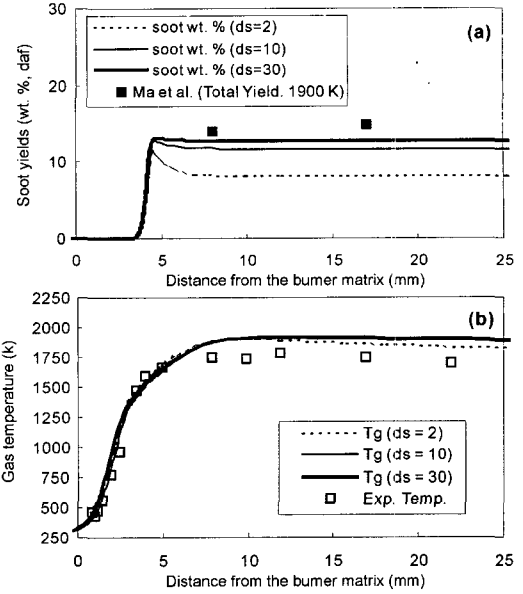 30
(a)
soot wt. % (ds=2)
soot wt. % (ds=10)
soot wt. % (ds=30)
Ma et al. (Total Yield. 1900 K)
20
10
0
Soot yields (wt. %, daf)
0 5 10 15 20 25
Distance from the burner matrix (mm)
2250
(b)
2000
1750
1500
1250
1000
750
500
250
Gas temperature (k)
Tg (ds = 2)
Tg (ds = 10)
Tg (ds = 30)
Exp. Temp.
0 5 10 15 20 25
Distance from the burner matrix (mm)